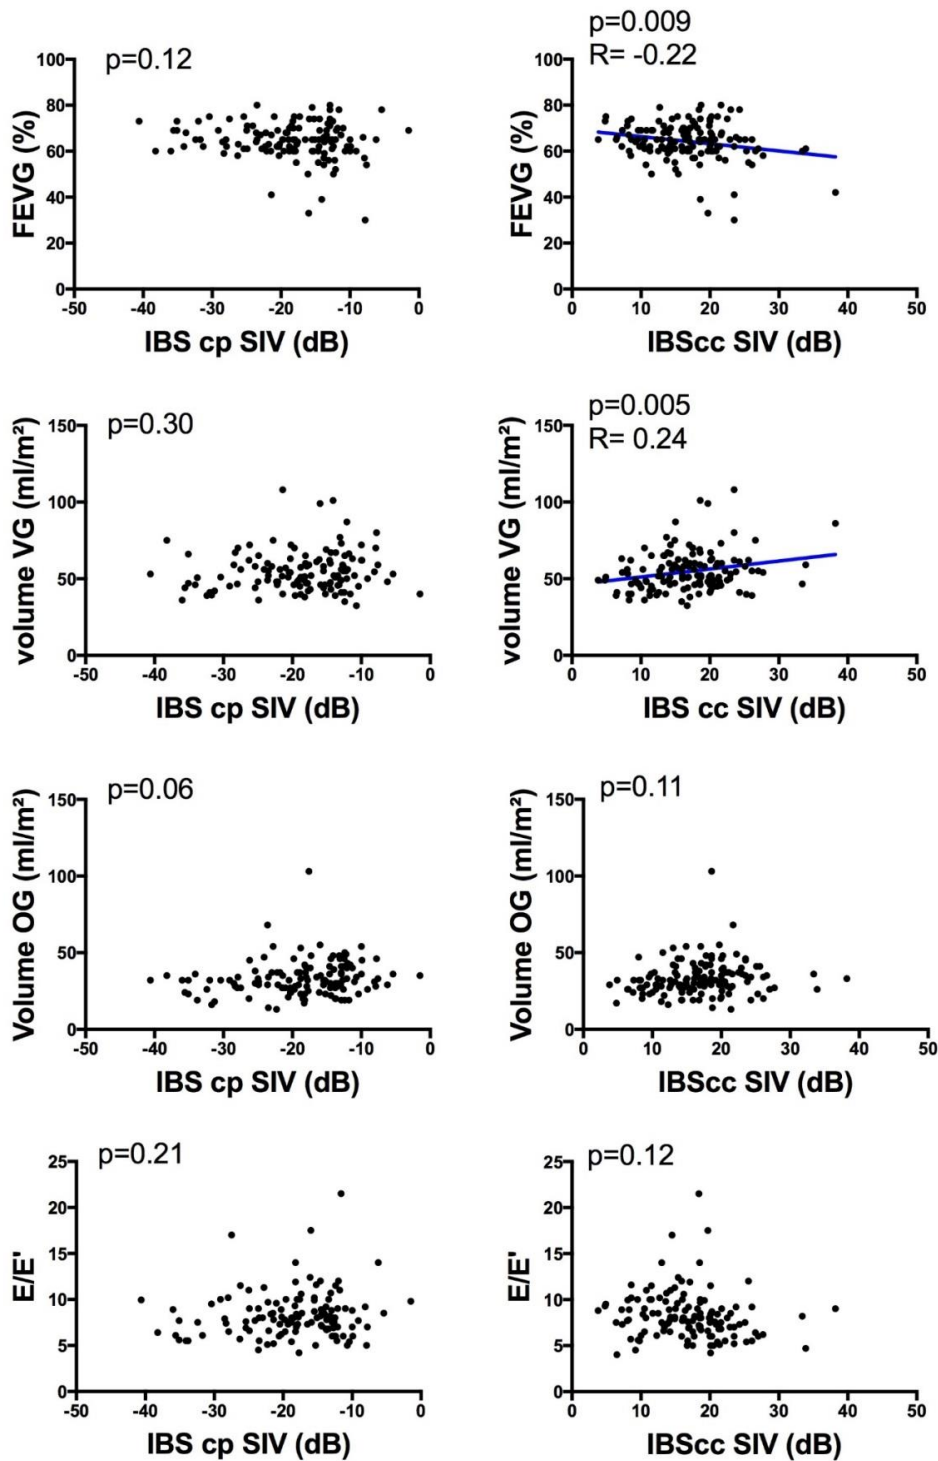 p=0.12
FEVG (%)
100
80
60
40
20
0
-50 -40 -30 -20 -10 0
IBS cp SIV (dB)
p=0.009
R= -0.22
FEVG (%)
100
80
60
40
20
0
0 10 20 30 40 50
IBScc SIV (dB)
p=0.30
volume VG (ml/m²)
150
100
50
0
-50 -40 -30 -20 -10 0
IBS cp SIV (dB)
p=0.005
R= 0.24
volume VG (ml/m²)
150
100
50
0
0 10 20 30 40 50
IBS cc SIV (dB)
p=0.06
Volume OG (ml/m²)
150
100
50
0
-50 -40 -30 -20 -10 0
IBS cp SIV (dB)
p=0.11
Volume OG (ml/m²)
150
100
50
0
0 10 20 30 40 50
IBScc SIV (dB)
p=0.21
E/E'
25
20
15
10
5
0
-50 -40 -30 -20 -10 0
IBS cp SIV (dB)
p=0.12
E/E'
25
20
15
10
5
0
0 10 20 30 40 50
IBScc SIV (dB)